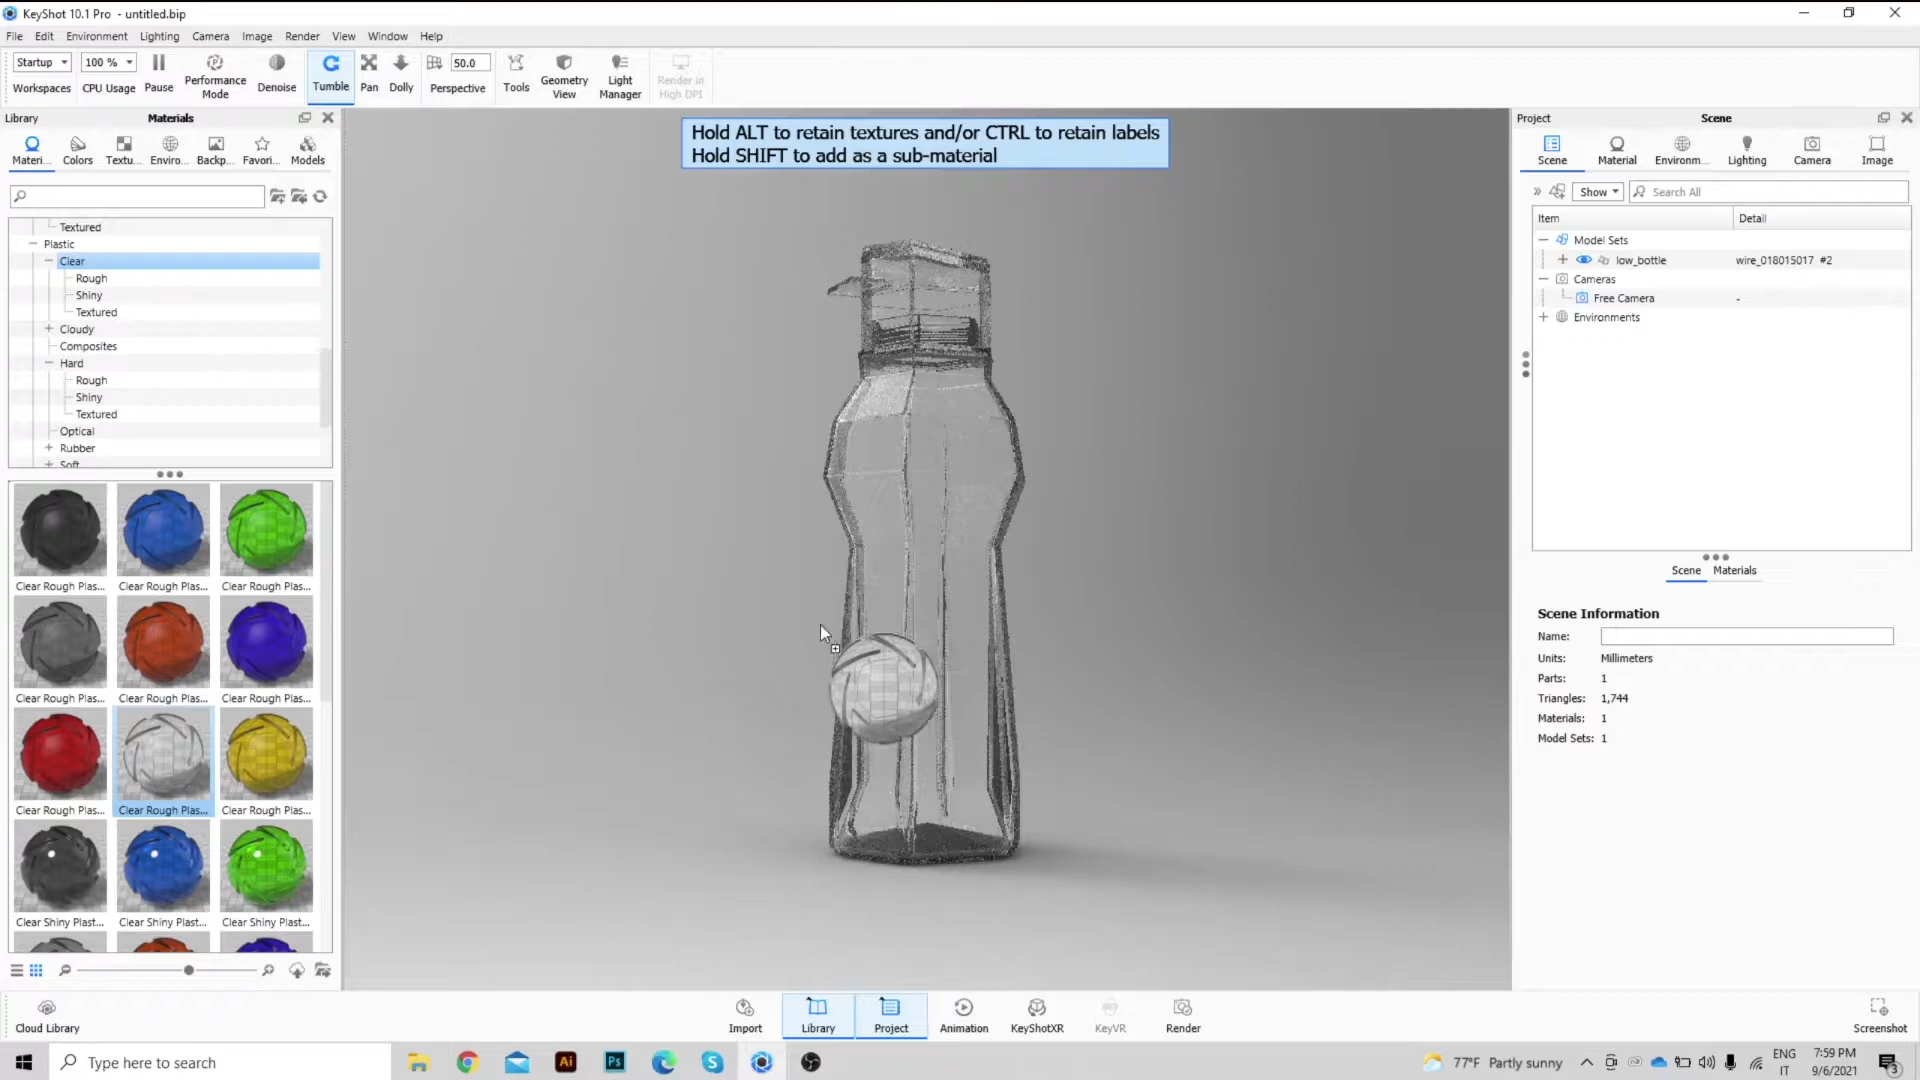 KeyShot 10.1 Pro - untitled.bip
File Edit Environment Lighting Camera Image Render View Window Help
Startup 100 % 50.0
Workspaces CPU Usage Pause Performance Mode Denoise Tumble Pan Dolly Perspective Tools Geometry View Light Manager Render in High DPI
Library Materials
Materi... Colors Textu... Enviro... Backp... Favori... Models
Textured
Plastic
Clear
Rough
Shiny
Textured
Cloudy
Composites
Hard
Rough
Shiny
Textured
Optical
Rubber
Soft
Clear Rough Plas... Clear Rough Plas... Clear Rough Plas...
Clear Rough Plas... Clear Rough Plas... Clear Rough Plas...
Clear Rough Plas... Clear Rough Plas... Clear Rough Plas...
Clear Shiny Plast... Clear Shiny Plast... Clear Shiny Plast...
Cloud Library
Hold ALT to retain textures and/or CTRL to retain labels
Hold SHIFT to add as a sub-material
Project Scene
Scene Material Environm... Lighting Camera Image
Show Search All
Item Detail
Model Sets
low_bottle wire_018015017 #2
Cameras
Free Camera -
Environments
Scene Materials
Scene Information
Name:
Units: Millimeters
Parts: 1
Triangles: 1,744
Materials: 1
Model Sets: 1
Import Library Project Animation KeyShotXR KeyVR Render
Screenshot
Type here to search
Ai Ps
77°F Partly sunny
ENG
IT
7:59 PM
9/6/2021
3